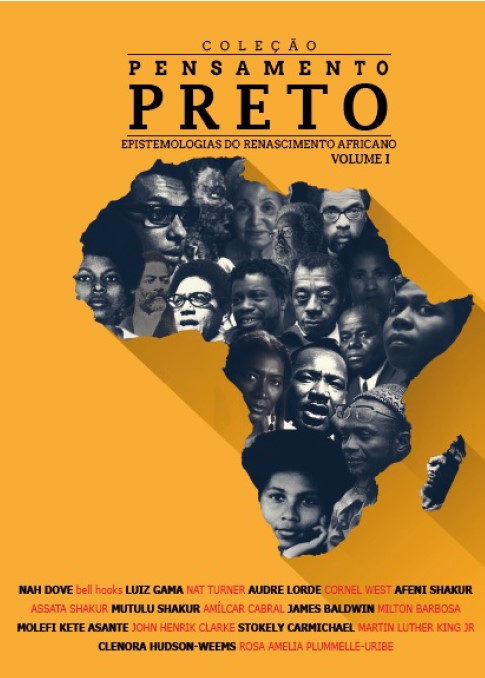 COLEÇÃO
PENSAMENTO
PRETO
EPISTEMOLOGIAS DO RENASCIMENTO AFRICANO
VOLUME I
NAH DOVE bell hooks LUIZ GAMA NAT TURNER AUDRE LORDE CORNEL WEST AFENI SHAKUR
ASSATA SHAKUR MUTULU SHAKUR AMÍLCAR CABRAL JAMES BALDWIN MILTON BARBOSA
MOLEFI KETE ASANTE JOHN HENRIK CLARKE STOKELY CARMICHAEL MARTIN LUTHER KING JR
CLENORA HUDSON-WEEMS ROSA AMELIA PLUMMELLE-URIBE